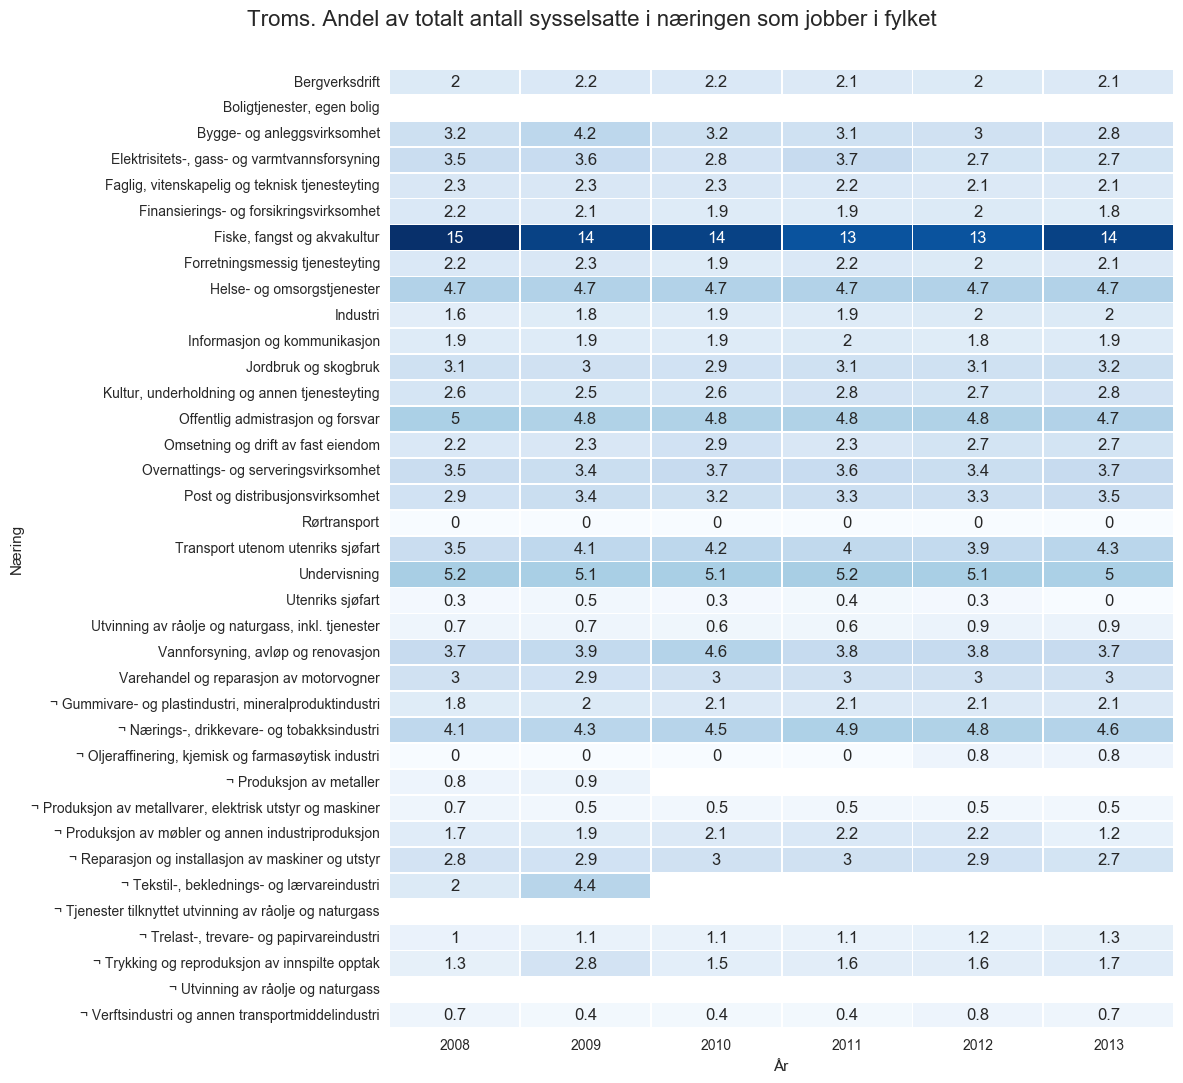 Troms. Andel av totalt antall sysselsatte i næringen som jobber i fylket
Bergverksdrift 2 2.2 2.2 2.1 2 2.1
Boligtjenester, egen bolig
Bygge- og anleggsvirksomhet 3.2 4.2 3.2 3.1 3 2.8
Elektrisitets-, gass- og varmtvannsforsyning 3.5 3.6 2.8 3.7 2.7 2.7
Faglig, vitenskapelig og teknisk tjenesteyting 2.3 2.3 2.3 2.2 2.1 2.1
Finansierings- og forsikringsvirksomhet 2.2 2.1 1.9 1.9 2 1.8
Fiske, fangst og akvakultur 15 14 14 13 13 14
Forretningsmessig tjenesteyting 2.2 2.3 1.9 2.2 2 2.1
Helse- og omsorgstjenester 4.7 4.7 4.7 4.7 4.7 4.7
Industri 1.6 1.8 1.9 1.9 2 2
Informasjon og kommunikasjon 1.9 1.9 1.9 2 1.8 1.9
Jordbruk og skogbruk 3.1 3 2.9 3.1 3.1 3.2
Kultur, underholdning og annen tjenesteyting 2.6 2.5 2.6 2.8 2.7 2.8
Offentlig admistrasjon og forsvar 5 4.8 4.8 4.8 4.8 4.7
Omsetning og drift av fast eiendom 2.2 2.3 2.9 2.3 2.7 2.7
Overnattings- og serveringsvirksomhet 3.5 3.4 3.7 3.6 3.4 3.7
Post og distribusjonsvirksomhet 2.9 3.4 3.2 3.3 3.3 3.5
Rørtransport 0 0 0 0 0 0
Transport utenom utenriks sjøfart 3.5 4.1 4.2 4 3.9 4.3
Undervisning 5.2 5.1 5.1 5.2 5.1 5
Utenriks sjøfart 0.3 0.5 0.3 0.4 0.3 0
Utvinning av råolje og naturgass, inkl. tjenester 0.7 0.7 0.6 0.6 0.9 0.9
Vannforsyning, avløp og renovasjon 3.7 3.9 4.6 3.8 3.8 3.7
Varehandel og reparasjon av motorvogner 3 2.9 3 3 3 3
¬ Gummivare- og plastindustri, mineralproduktindustri 1.8 2 2.1 2.1 2.1 2.1
¬ Nærings-, drikkevare- og tobakksindustri 4.1 4.3 4.5 4.9 4.8 4.6
¬ Oljeraffinering, kjemisk og farmasøytisk industri 0 0 0 0 0.8 0.8
¬ Produksjon av metaller 0.8 0.9
¬ Produksjon av metallvarer, elektrisk utstyr og maskiner 0.7 0.5 0.5 0.5 0.5 0.5
¬ Produksjon av møbler og annen industriproduksjon 1.7 1.9 2.1 2.2 2.2 1.2
¬ Reparasjon og installasjon av maskiner og utstyr 2.8 2.9 3 3 2.9 2.7
¬ Tekstil-, beklednings- og lærvareindustri 2 4.4
¬ Tjenester tilknyttet utvinning av råolje og naturgass
¬ Trelast-, trevare- og papirvareindustri 1 1.1 1.1 1.1 1.2 1.3
¬ Trykking og reproduksjon av innspilte opptak 1.3 2.8 1.5 1.6 1.6 1.7
¬ Utvinning av råolje og naturgass
¬ Verftsindustri og annen transportmiddelindustri 0.7 0.4 0.4 0.4 0.8 0.7
2008 2009 2010 2011 2012 2013
År
Næring